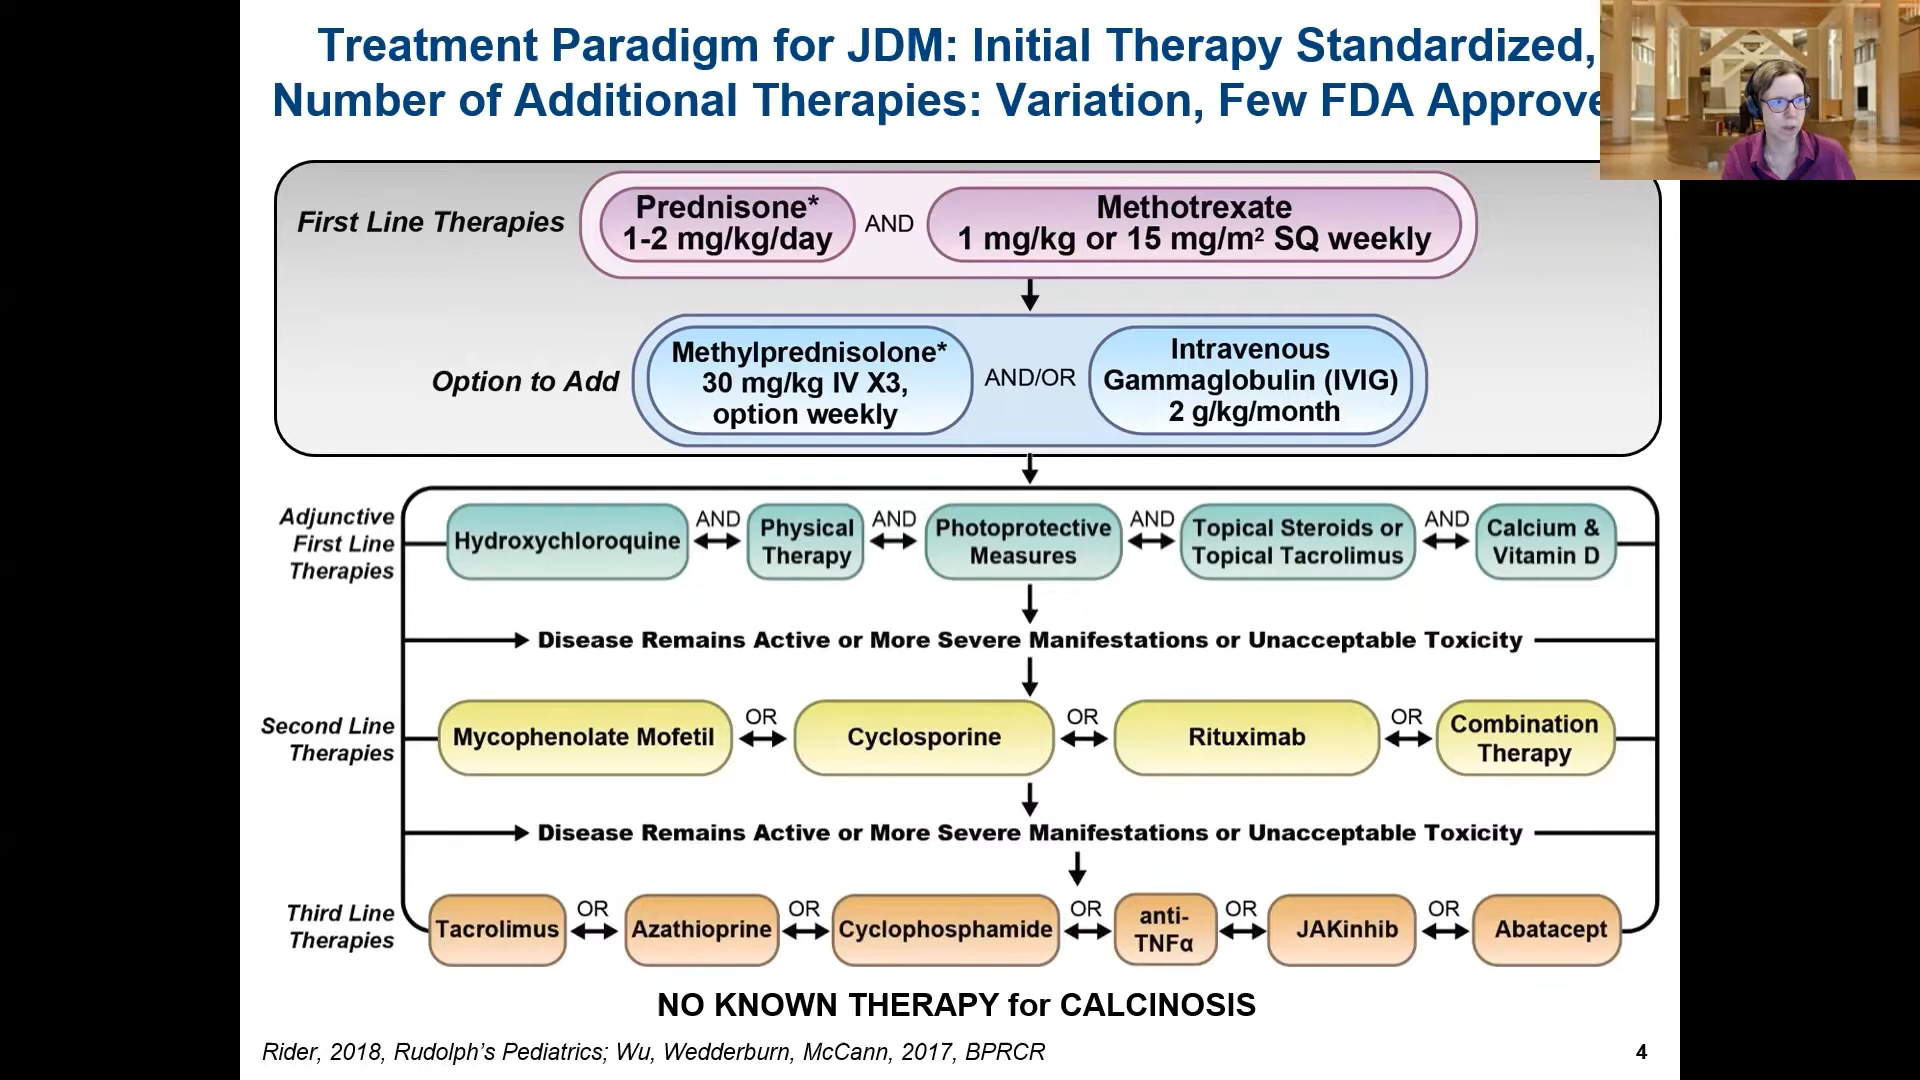 Treatment Paradigm for JDM: Initial Therapy Standardized,
Number of Additional Therapies: Variation, Few FDA Approve
First Line Therapies
Prednisone*
1-2 mg/kg/day
AND
Methotrexate
1 mg/kg or 15 mg/m² SQ weekly
Option to Add
Methylprednisolone*
30 mg/kg IV X3,
option weekly
AND/OR
Intravenous
Gammaglobulin (IVIG)
2 g/kg/month
Adjunctive
First Line
Therapies
Hydroxychloroquine
AND
Physical
Therapy
AND
Photoprotective
Measures
AND
Topical Steroids or
Topical Tacrolimus
AND
Calcium &
Vitamin D
Disease Remains Active or More Severe Manifestations or Unacceptable Toxicity
Second Line
Therapies
Mycophenolate Mofetil
OR
Cyclosporine
OR
Rituximab
OR
Combination
Therapy
Disease Remains Active or More Severe Manifestations or Unacceptable Toxicity
Third Line
Therapies
Tacrolimus
OR
Azathioprine
OR
Cyclophosphamide
OR
anti-
TNFα
OR
JAKinhib
OR
Abatacept
NO KNOWN THERAPY for CALCINOSIS
Rider, 2018, Rudolph's Pediatrics; Wu, Wedderburn, McCann, 2017, BPRCR
4